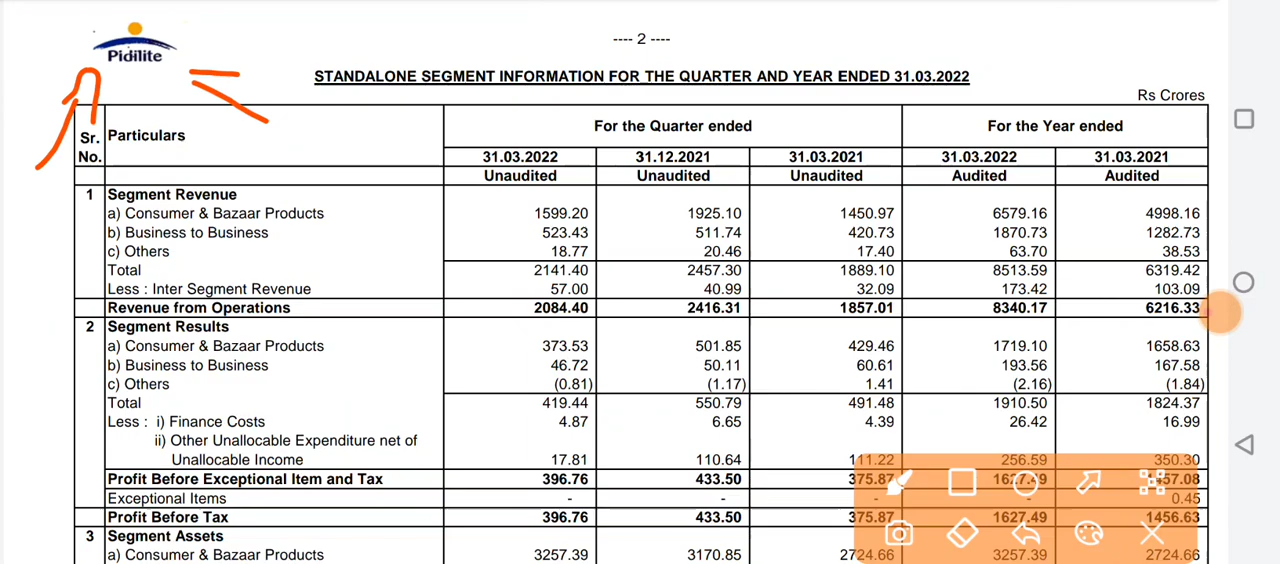 Pidilite
---- 2 ----
STANDALONE SEGMENT INFORMATION FOR THE QUARTER AND YEAR ENDED 31.03.2022
Rs Crores
Sr. No. Particulars For the Quarter ended For the Year ended
31.03.2022 31.12.2021 31.03.2021 31.03.2022 31.03.2021
Unaudited Unaudited Unaudited Audited Audited
1 Segment Revenue
a) Consumer & Bazaar Products 1599.20 1925.10 1450.97 6579.16 4998.16
b) Business to Business 523.43 511.74 420.73 1870.73 1282.73
c) Others 18.77 20.46 17.40 63.70 38.53
Total 2141.40 2457.30 1889.10 8513.59 6319.42
Less : Inter Segment Revenue 57.00 40.99 32.09 173.42 103.09
Revenue from Operations 2084.40 2416.31 1857.01 8340.17 6216.33
2 Segment Results
a) Consumer & Bazaar Products 373.53 501.85 429.46 1719.10 1658.63
b) Business to Business 46.72 50.11 60.61 193.56 167.58
c) Others (0.81) (1.17) 1.41 (2.16) (1.84)
Total 419.44 550.79 491.48 1910.50 1824.37
Less : i) Finance Costs 4.87 6.65 4.39 26.42 16.99
ii) Other Unallocable Expenditure net of
Unallocable Income 17.81 110.64 111.22 256.59 350.30
Profit Before Exceptional Item and Tax 396.76 433.50 375.87 1627.49
Exceptional Items - - - - 0.45
Profit Before Tax 396.76 433.50 375.87 1627.49 1456.63
3 Segment Assets
a) Consumer & Bazaar Products 3257.39 3170.85 2724.66 3257.39 2724.66